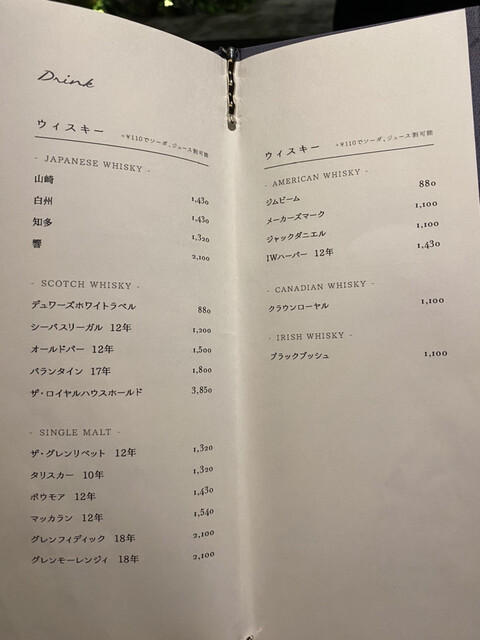 Drink
ウィスキー +¥110でソーダ、ジュース割可能
- JAPANESE WHISKY -
山崎 1,430
白州 1,430
知多 1,320
響 2,100
- SCOTCH WHISKY -
デュワーズホワイトラベル 880
シーバスリーガル 12年 1,200
オールドパー 12年 1,500
バランタイン 17年 1,800
ザ・ロイヤルハウスホールド 3,850
- SINGLE MALT -
ザ・グレンリベット 12年 1,320
タリスカー 10年 1,320
ボウモア 12年 1,430
マッカラン 12年 1,540
グレンフィディック 18年 2,100
グレンモーレンジィ 18年 2,100
ウィスキー +¥110でソーダ、ジュース割可能
- AMERICAN WHISKY -
ジムビーム 880
メーカーズマーク 1,100
ジャックダニエル 1,100
IWハーパー 12年 1,430
- CANADIAN WHISKY -
クラウンローヤル 1,100
- IRISH WHISKY -
ブラックブッシュ 1,100